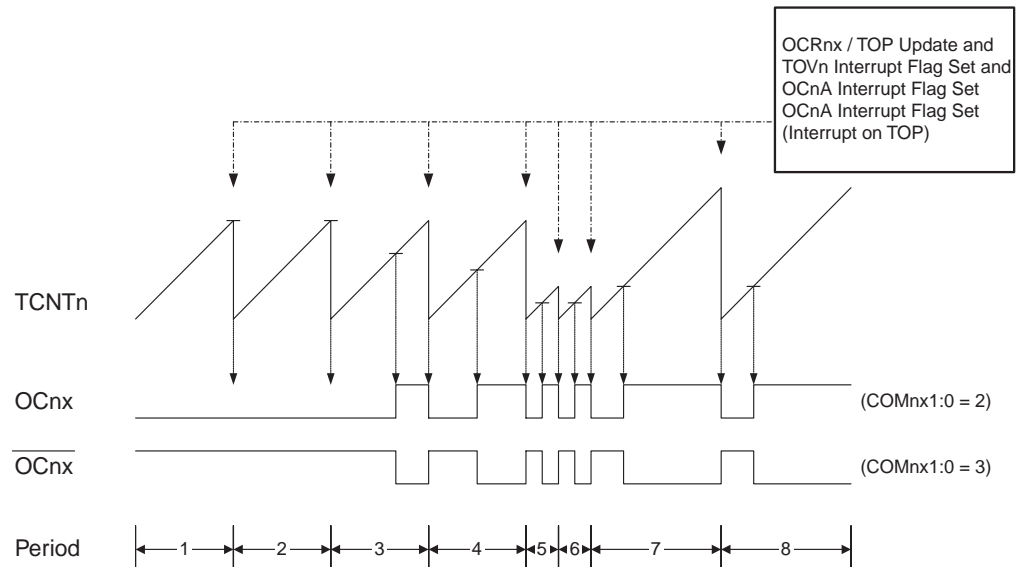 OCRnx / TOP Update and
TOVn Interrupt Flag Set and
OCnA Interrupt Flag Set
OCnA Interrupt Flag Set
(Interrupt on TOP)
TCNTn
OCnx
(COMnx1:0 = 2)
OCnx
(COMnx1:0 = 3)
Period
1 2 3 4 5 6 7 8